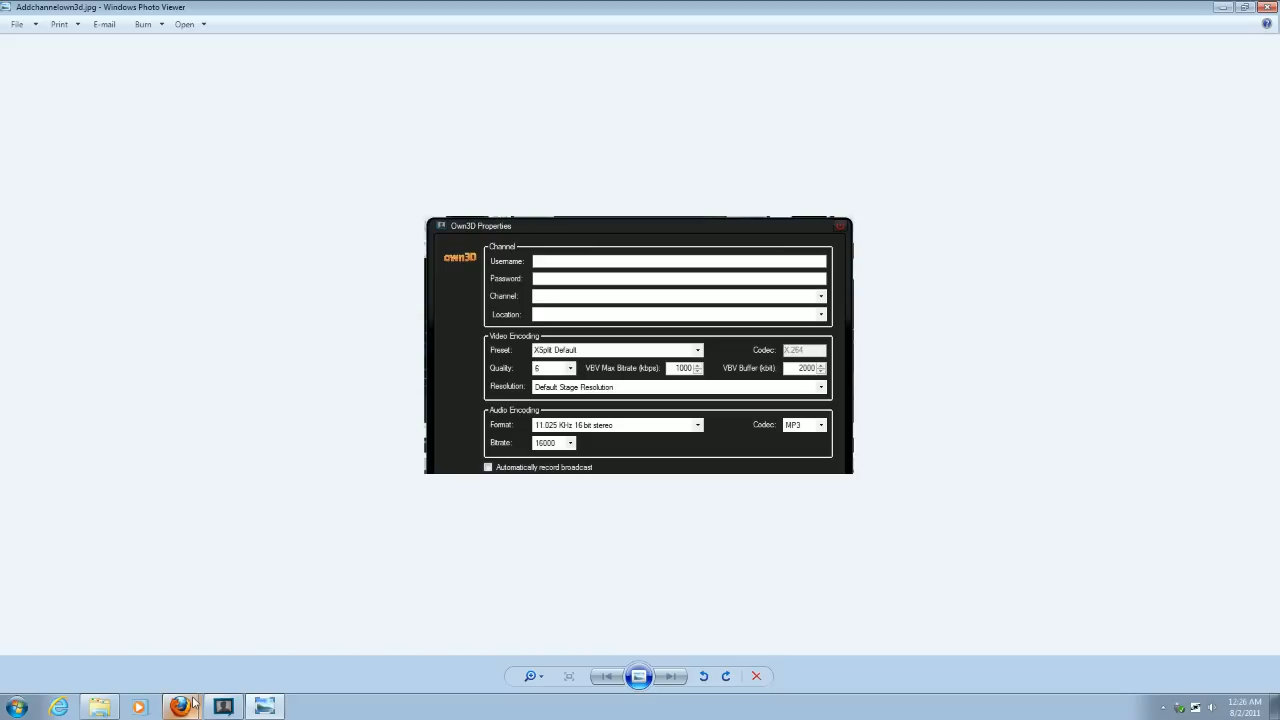 Addchannelown3d.jpg - Windows Photo Viewer
File Print E-mail Burn Open
Own3D Properties
own3D
Channel
Username:
Password:
Channel:
Location:
Video Encoding
Preset: XSplit Default Codec: X.264
Quality: 6 VBV Max Bitrate (kbps): 1000 VBV Buffer (kbit): 2000
Resolution: Default Stage Resolution
Audio Encoding
Format: 11.025 KHz 16 bit stereo Codec: MP3
Bitrate: 16000
Automatically record broadcast
12:26 AM
8/2/2011